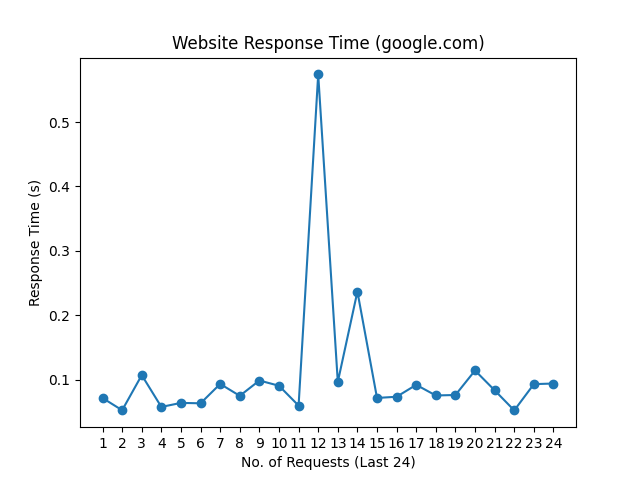 Website Response Time (google.com)
Response Time (s)
0.5
0.4
0.3
0.2
0.1
1 2 3 4 5 6 7 8 9 10 11 12 13 14 15 16 17 18 19 20 21 22 23 24
No. of Requests (Last 24)